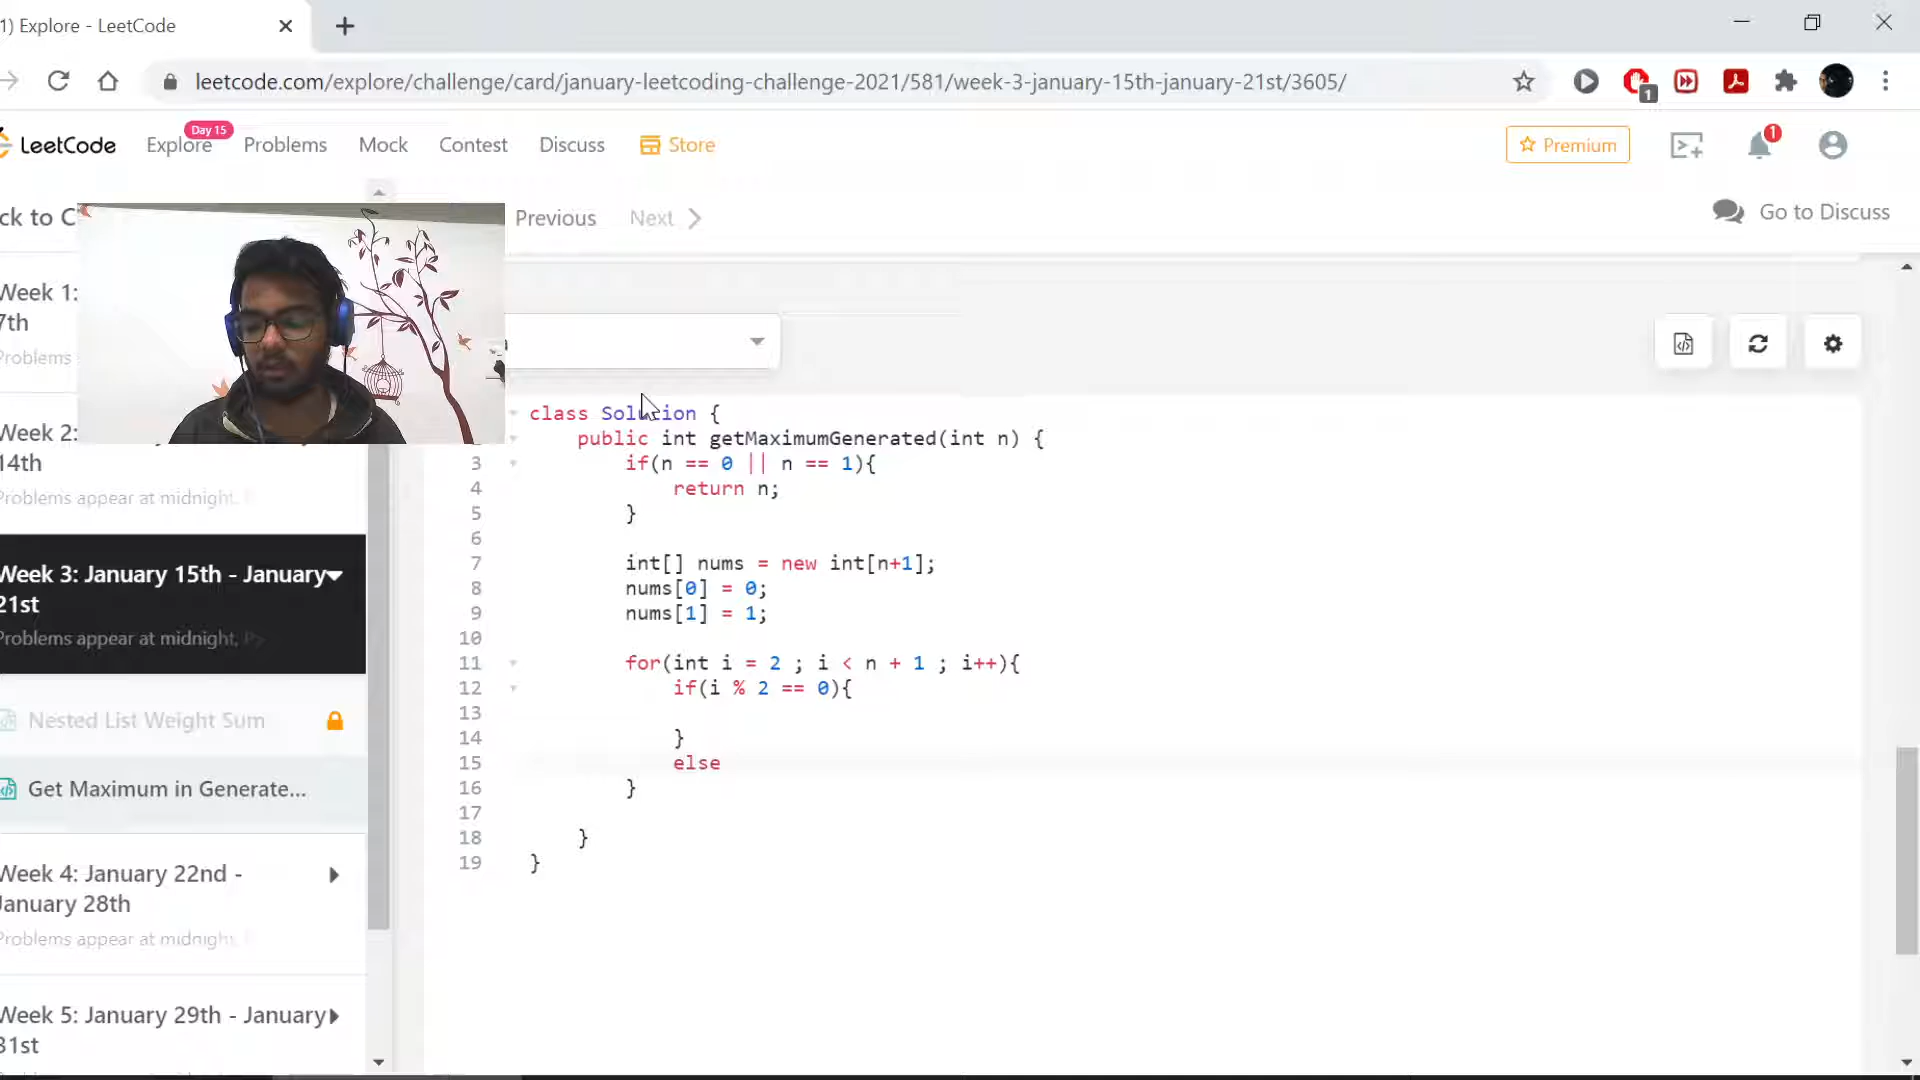 1) Explore - LeetCode
leetcode.com/explore/challenge/card/january-leetcoding-challenge-2021/581/week-3-january-15th-january-21st/3605/
1
LeetCode
Explore
Day 15
Problems
Mock
Contest
Discuss
Store
Premium
1
ck to C
Previous
Next
Go to Discuss
Week 1:
7th
Problems
Week 2:
14th
Problems appear at midnight,
Week 3: January 15th - January
21st
Problems appear at midnight,
Nested List Weight Sum
Get Maximum in Generate...
Week 4: January 22nd -
January 28th
Problems appear at midnight,
Week 5: January 29th - January
31st
class Solution {
public int getMaximumGenerated(int n) {
3 if(n == 0 || n == 1){
4 return n;
5 }
6
7 int[] nums = new int[n+1];
8 nums[0] = 0;
9 nums[1] = 1;
10
11 for(int i = 2 ; i < n + 1 ; i++){
12 if(i % 2 == 0){
13
14 }
15 else
16 }
17
18 }
19 }